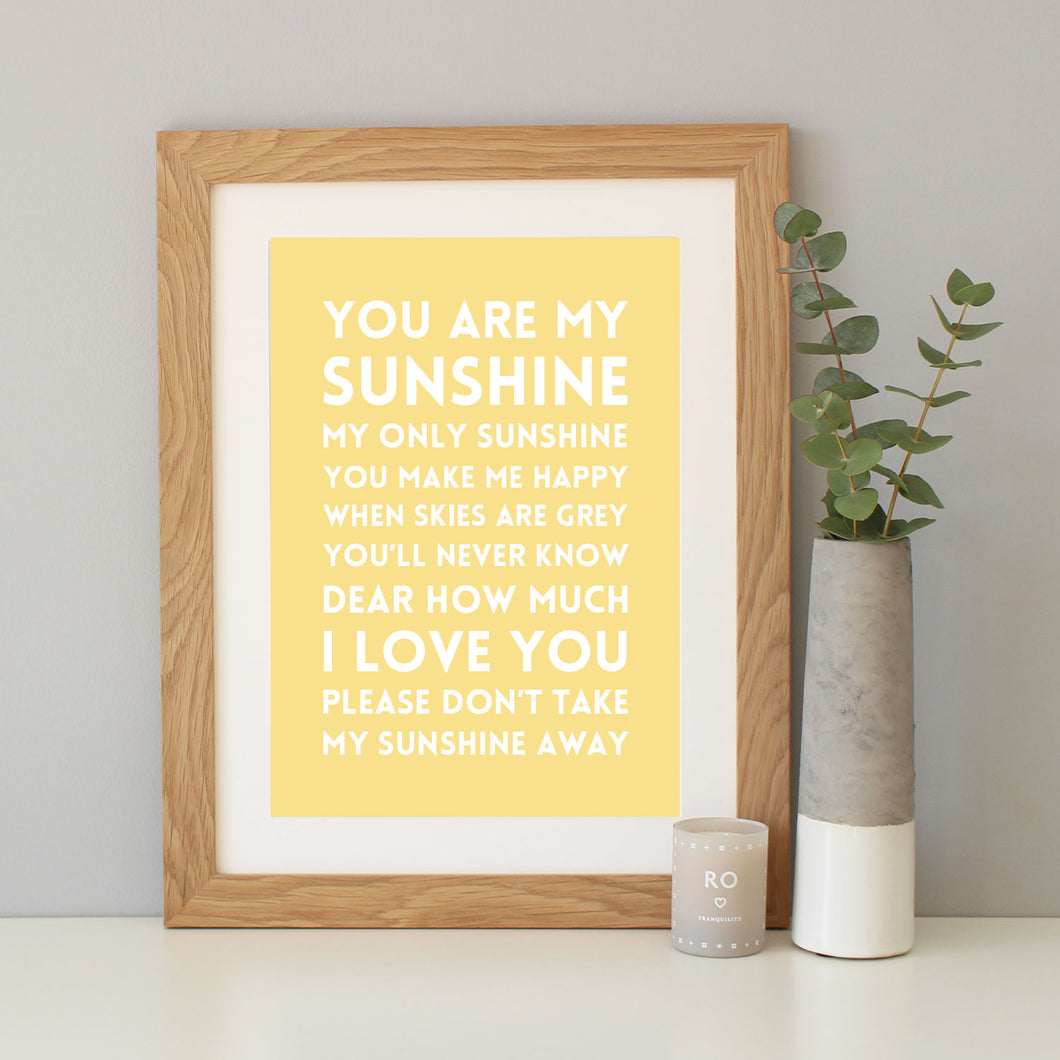 YOU ARE MY
SUNSHINE
MY ONLY SUNSHINE
YOU MAKE ME HAPPY
WHEN SKIES ARE GREY
YOU'LL NEVER KNOW
DEAR HOW MUCH
I LOVE YOU
PLEASE DON'T TAKE
MY SUNSHINE AWAY
RO
TRANQUILITY